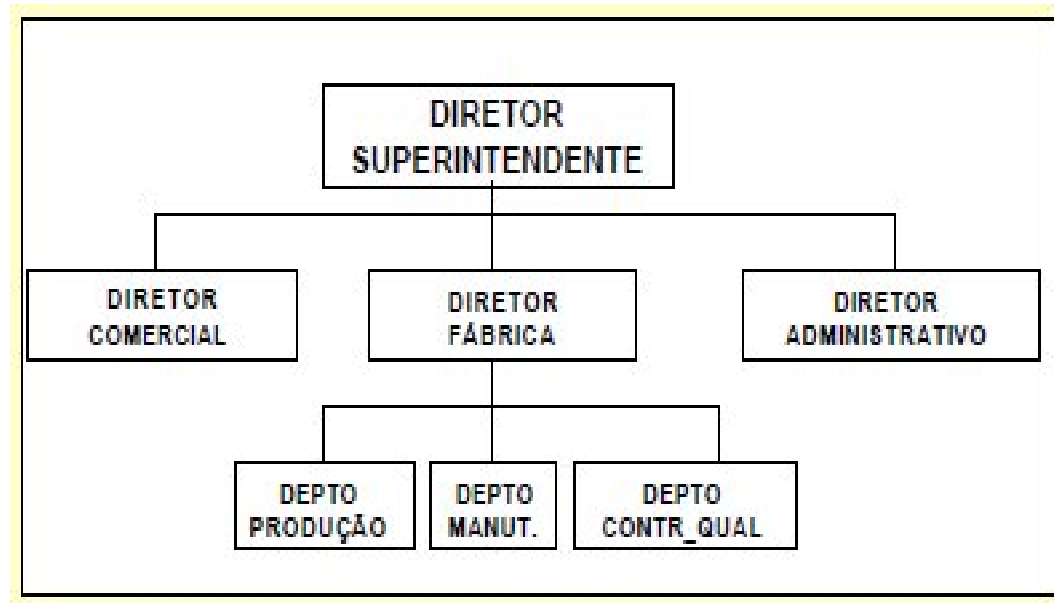 DIRETOR
SUPERINTENDENTE
DIRETOR
COMERCIAL
DIRETOR
FÁBRICA
DIRETOR
ADMINISTRATIVO
DEPTO
PRODUÇÃO
DEPTO
MANUT.
DEPTO
CONTR_QUAL